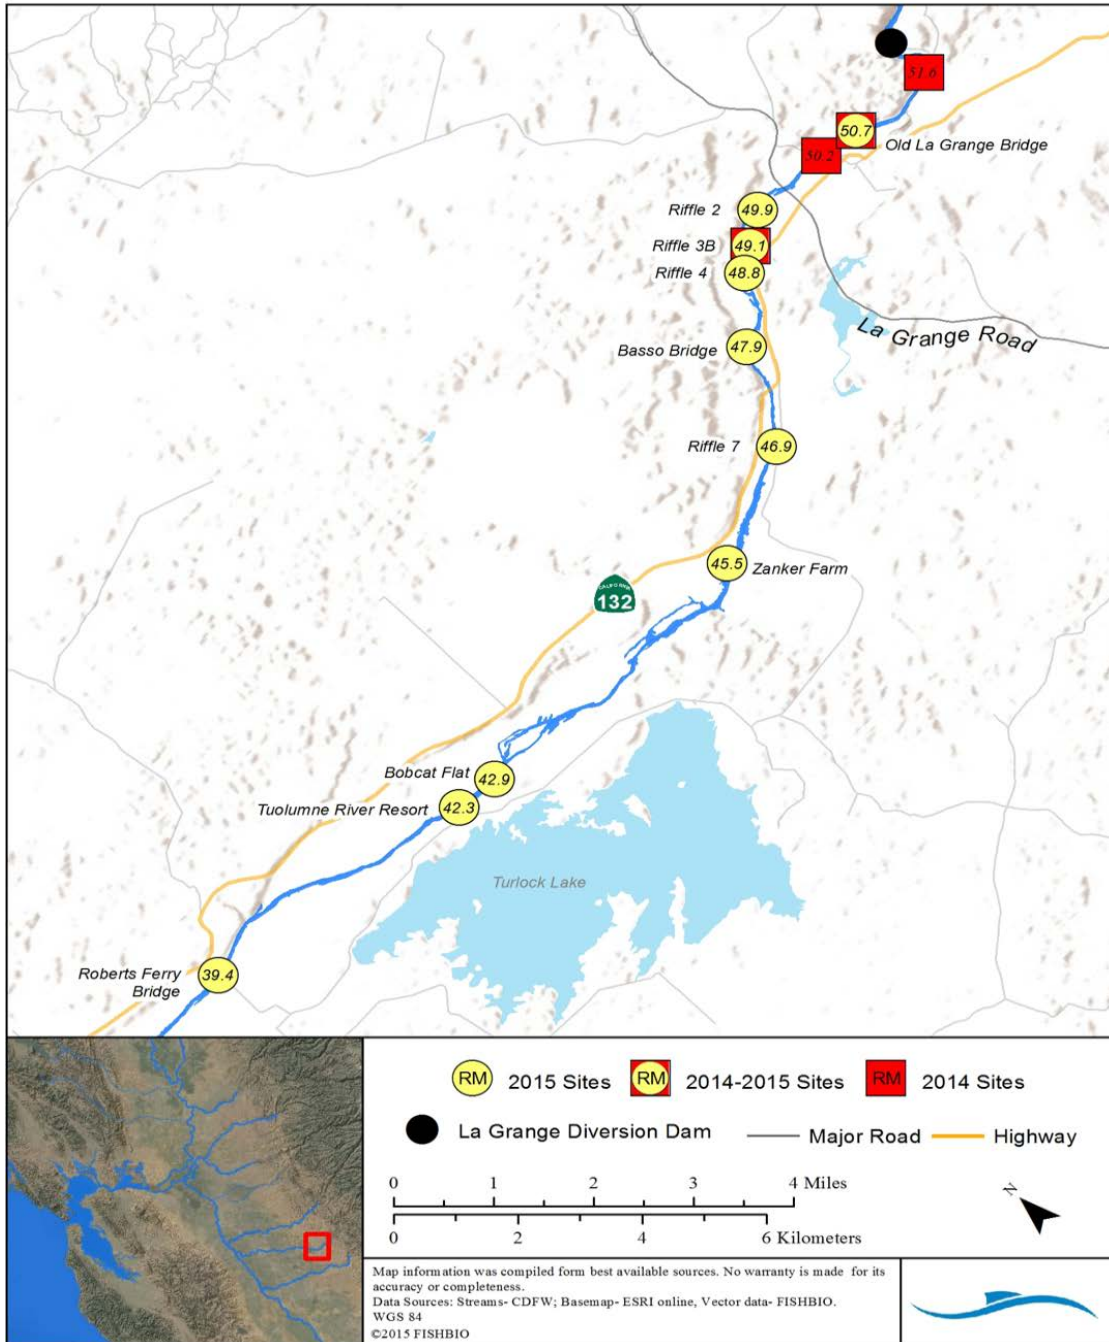 51.6
50.7
Old La Grange Bridge
50.2
Riffle 2
49.9
Riffle 3B
49.1
Riffle 4
48.8
La Grange Road
Basso Bridge
47.9
Riffle 7
46.9
45.5
Zanker Farm
CALIFORNIA
132
Bobcat Flat
42.9
Tuolumne River Resort
42.3
Turlock Lake
Roberts Ferry
Bridge
39.4
RM 2015 Sites RM 2014-2015 Sites RM 2014 Sites
La Grange Diversion Dam Major Road Highway
0 1 2 3 4 Miles
0 2 4 6 Kilometers
N
Map information was compiled form best available sources. No warranty is made for its
accuracy or completeness.
Data Sources: Streams- CDFW; Basemap- ESRI online, Vector data- FISHBIO.
WGS 84
©2015 FISHBIO